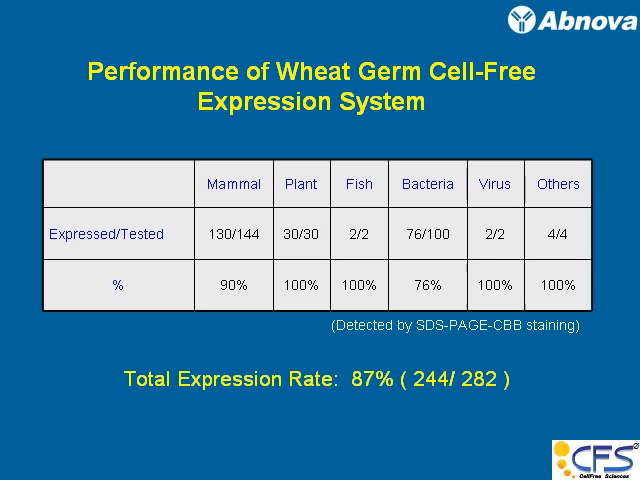 Abnova
Performance of Wheat Germ Cell-Free
Expression System
Mammal Plant Fish Bacteria Virus Others
Expressed/Tested 130/144 30/30 2/2 76/100 2/2 4/4
% 90% 100% 100% 76% 100% 100%
(Detected by SDS-PAGE-CBB staining)
Total Expression Rate: 87% ( 244/ 282 )
CFS
CellFree Sciences